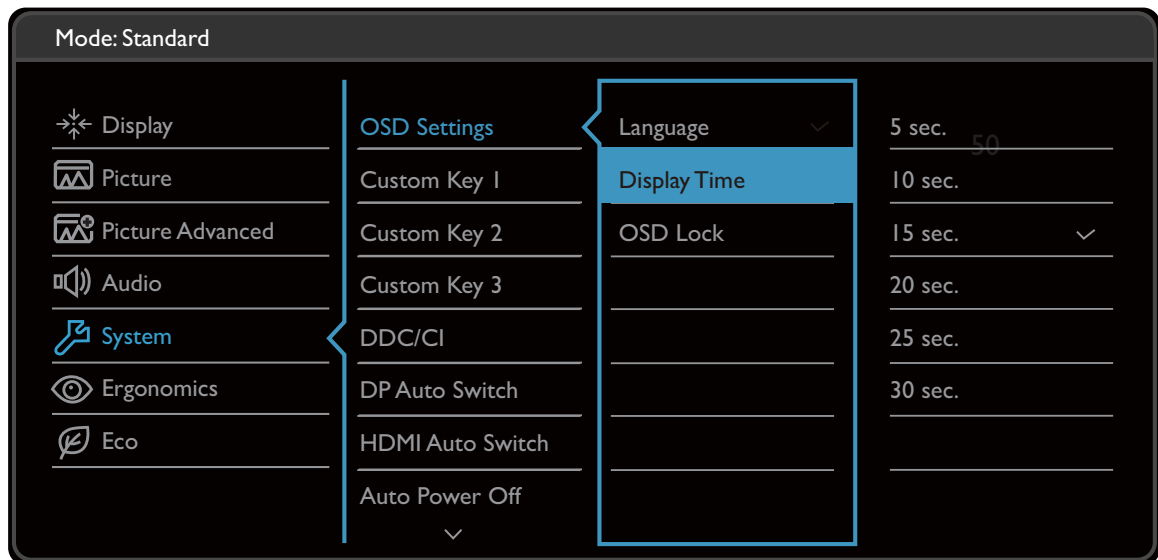 Mode: Standard
Display
Picture
Picture Advanced
Audio
System
Ergonomics
Eco
OSD Settings
Custom Key 1
Custom Key 2
Custom Key 3
DDC/CI
DP Auto Switch
HDMI Auto Switch
Auto Power Off
Language
Display Time
OSD Lock
5 sec.
50
10 sec.
15 sec.
20 sec.
25 sec.
30 sec.